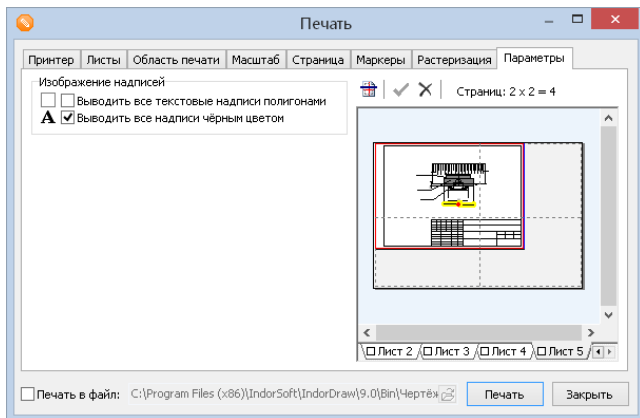 Печать
Принтер Листы Область печати Масштаб Страница Маркеры Растеризация Параметры
Изображение надписей
Выводить все текстовые надписи полигонами
A Выводить все надписи чёрным цветом
Страниц: 2 x 2 = 4
Лист 2 Лист 3 Лист 4 Лист 5
Печать в файл: C:\Program Files (x86)\IndorSoft\IndorDraw\9.0\Bin\Чертёж
Печать Закрыть